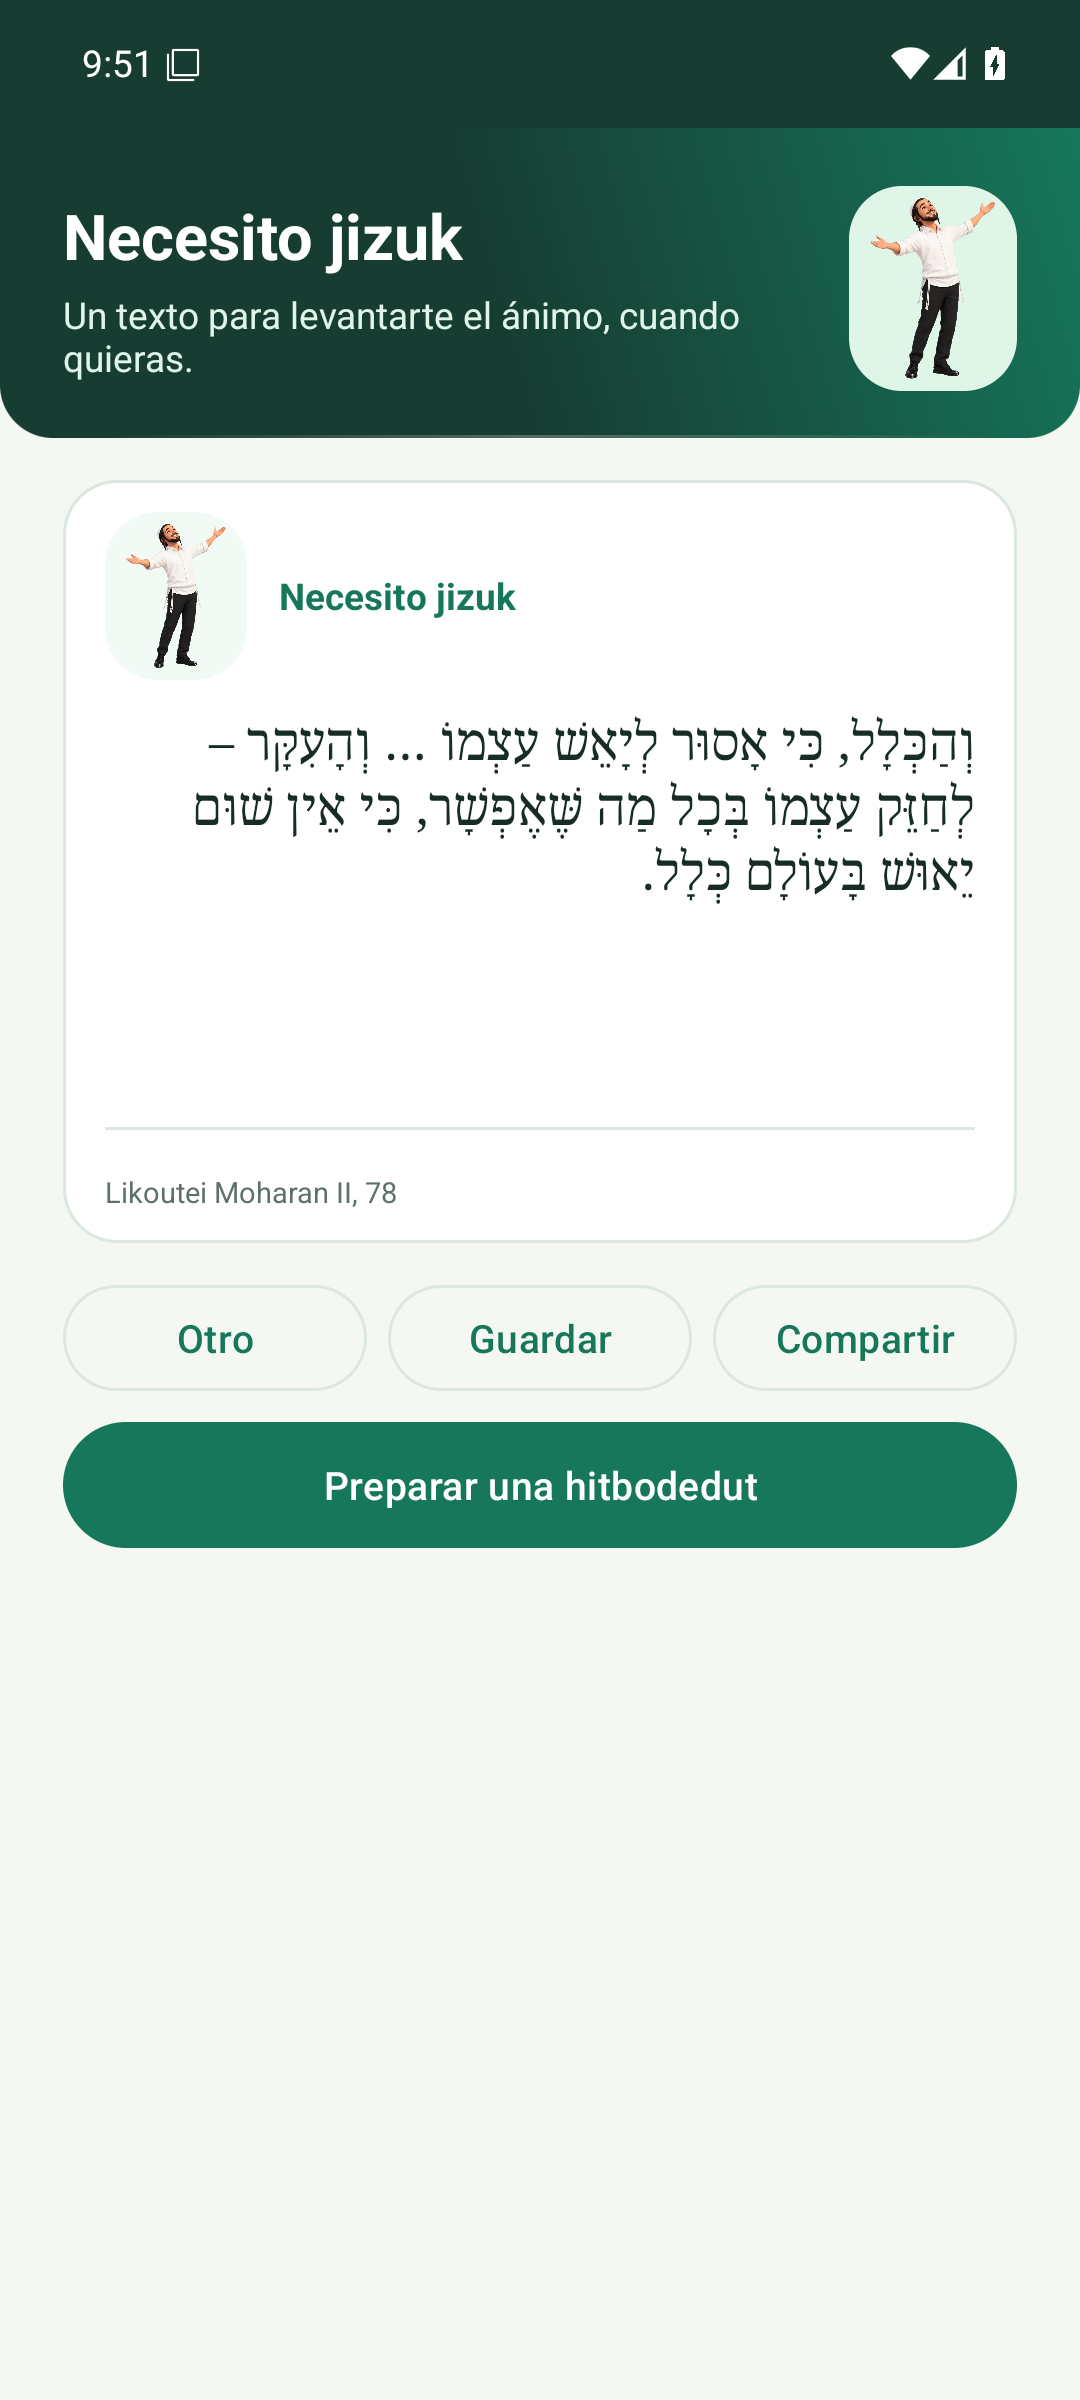 9:51
Necesito jizuk
Un texto para levantarte el ánimo, cuando
quieras.
Necesito jizuk
וְהַכְּלָל, כִּי אָסוּר לְיָאֵשׁ עַצְמוֹ ... וְהָעִקָּר –
לְחַזֵּק עַצְמוֹ בְּכָל מַה שֶּׁאֶפְשָׁר, כִּי אֵין שׁוּם
יֵאוּשׁ בָּעוֹלָם כְּלָל.
Likoutei Moharan II, 78
Otro
Guardar
Compartir
Preparar una hitbodedut